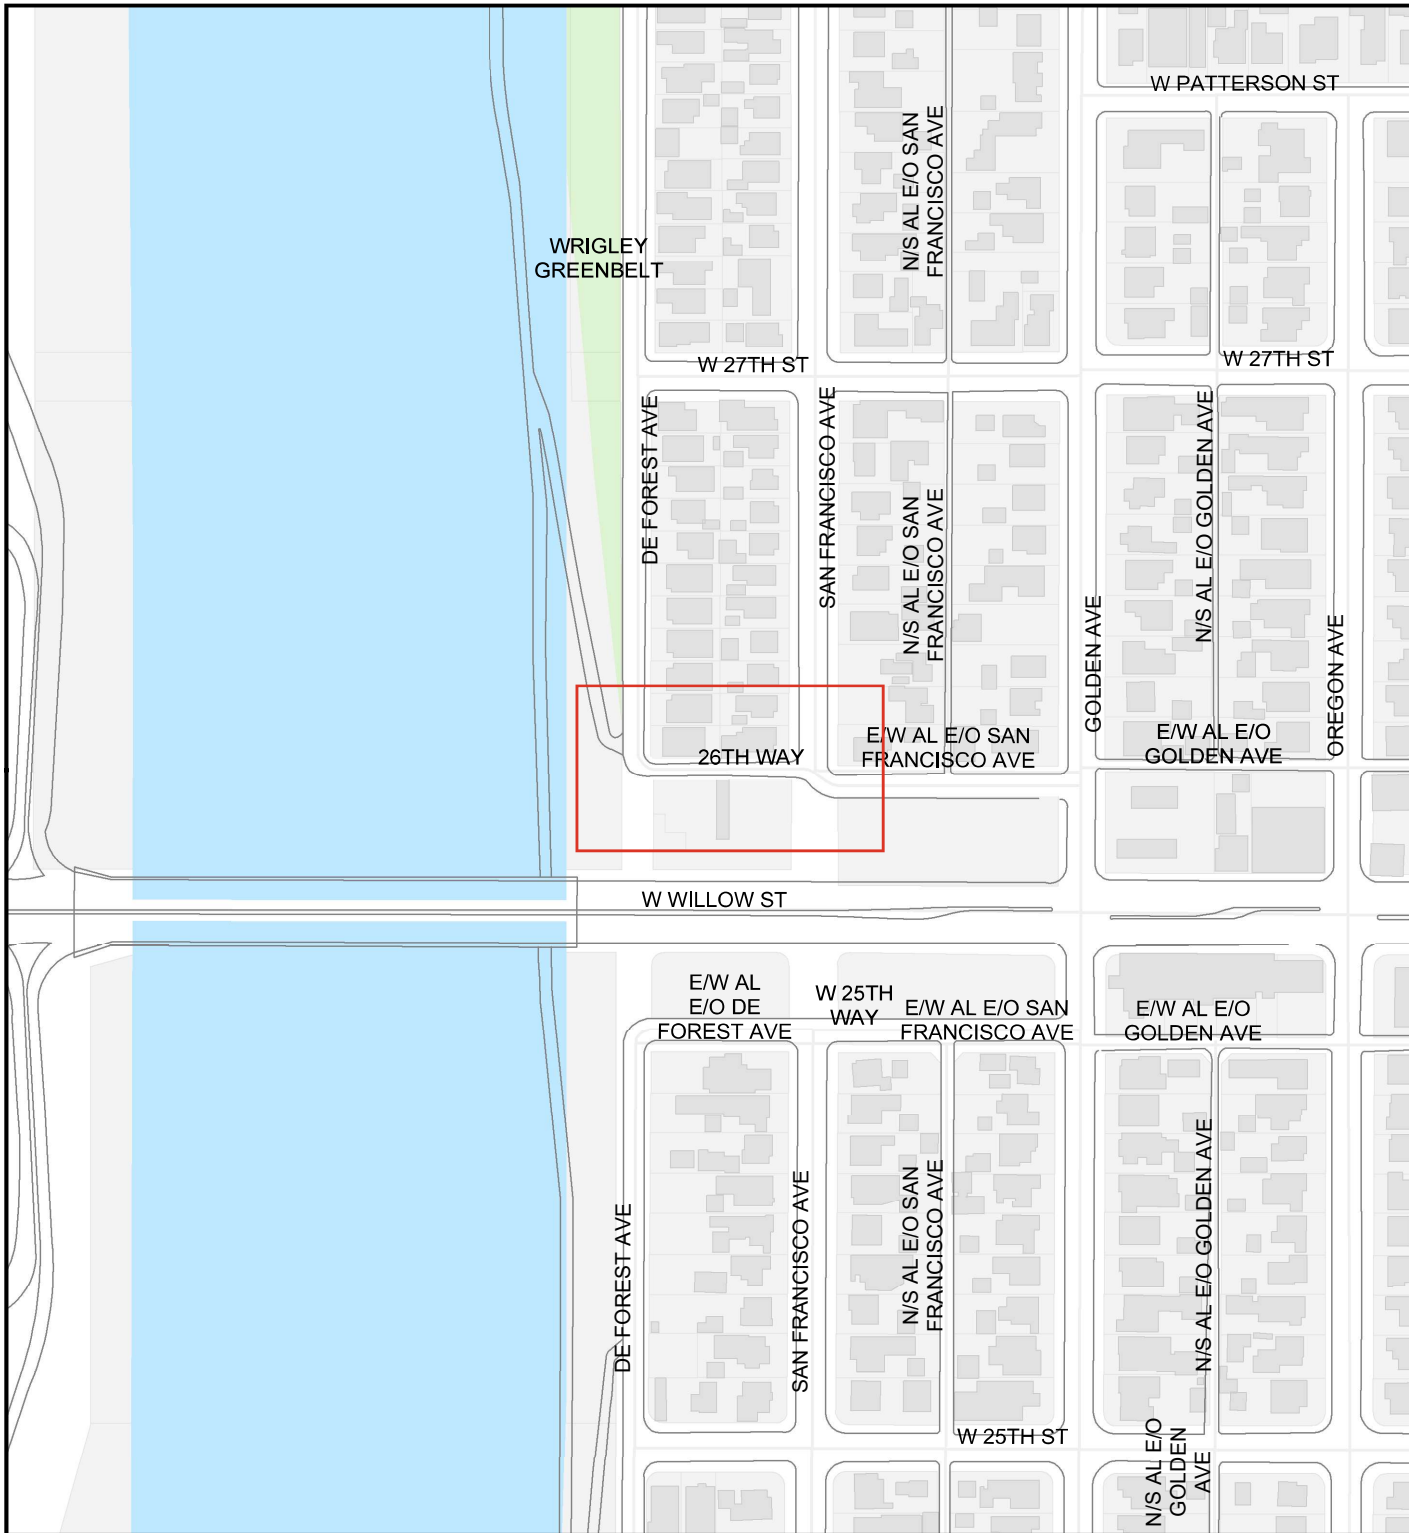 W PATTERSON ST
N/S AL E/O SAN
FRANCISCO AVE
WRIGLEY
GREENBELT
W 27TH ST
W 27TH ST
DE FOREST AVE
SAN FRANCISCO AVE
N/S AL E/O SAN
FRANCISCO AVE
GOLDEN AVE
N/S AL E/O GOLDEN AVE
OREGON AVE
26TH WAY
E/W AL E/O SAN
FRANCISCO AVE
E/W AL E/O
GOLDEN AVE
W WILLOW ST
E/W AL
E/O DE
FOREST AVE
W 25TH
WAY
E/W AL E/O SAN
FRANCISCO AVE
E/W AL E/O
GOLDEN AVE
DE FOREST AVE
SAN FRANCISCO AVE
N/S AL E/O SAN
FRANCISCO AVE
N/S AL E/O GOLDEN AVE
W 25TH ST
N/S AL E/O
GOLDEN
AVE